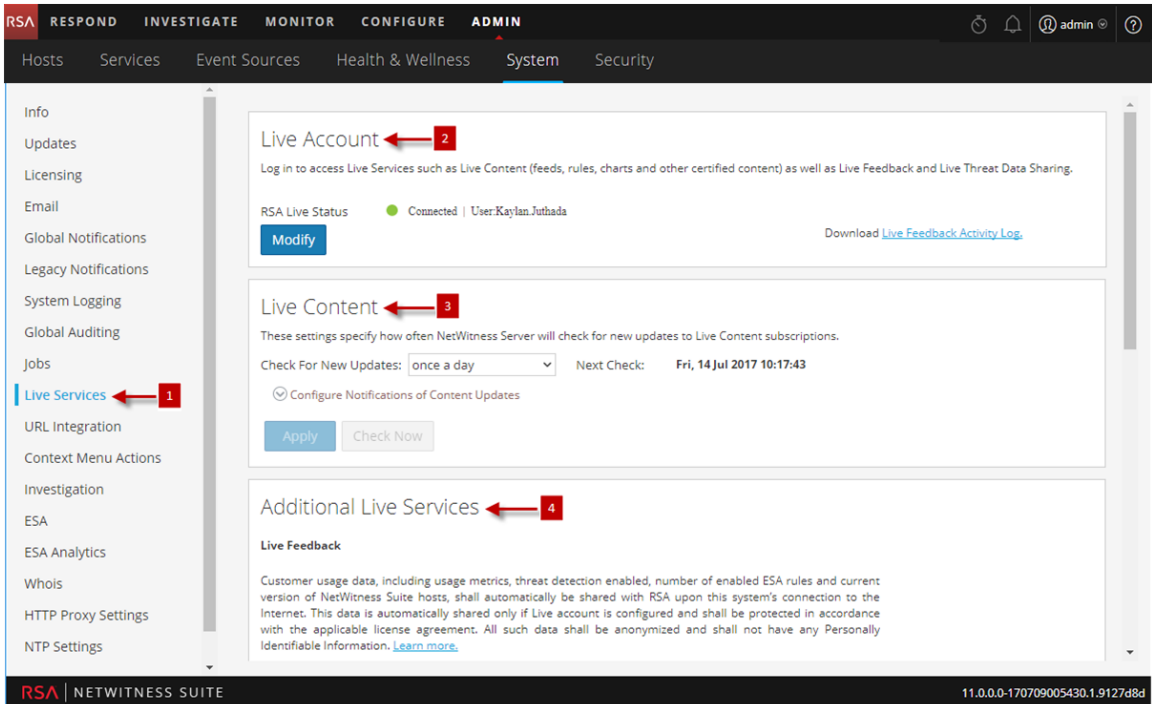 RSA RESPOND INVESTIGATE MONITOR CONFIGURE ADMIN admin ?
Hosts Services Event Sources Health & Wellness System Security
Info
Updates
Licensing
Email
Global Notifications
Legacy Notifications
System Logging
Global Auditing
Jobs
Live Services 1
URL Integration
Context Menu Actions
Investigation
ESA
ESA Analytics
Whois
HTTP Proxy Settings
NTP Settings
Live Account 2
Log in to access Live Services such as Live Content (feeds, rules, charts and other certified content) as well as Live Feedback and Live Threat Data Sharing.
RSA Live Status Connected | User:Kaylan.Juthada
Modify
Download Live Feedback Activity Log.
Live Content 3
These settings specify how often NetWitness Server will check for new updates to Live Content subscriptions.
Check For New Updates: once a day Next Check: Fri, 14 Jul 2017 10:17:43
Configure Notifications of Content Updates
Apply Check Now
Additional Live Services 4
Live Feedback
Customer usage data, including usage metrics, threat detection enabled, number of enabled ESA rules and current
version of NetWitness Suite hosts, shall automatically be shared with RSA upon this system's connection to the
Internet. This data is automatically shared only if Live account is configured and shall be protected in accordance
with the applicable license agreement. All such data shall be anonymized and shall not have any Personally
Identifiable Information. Learn more.
RSA | NETWITNESS SUITE 11.0.0.0-170709005430.1.9127d8d